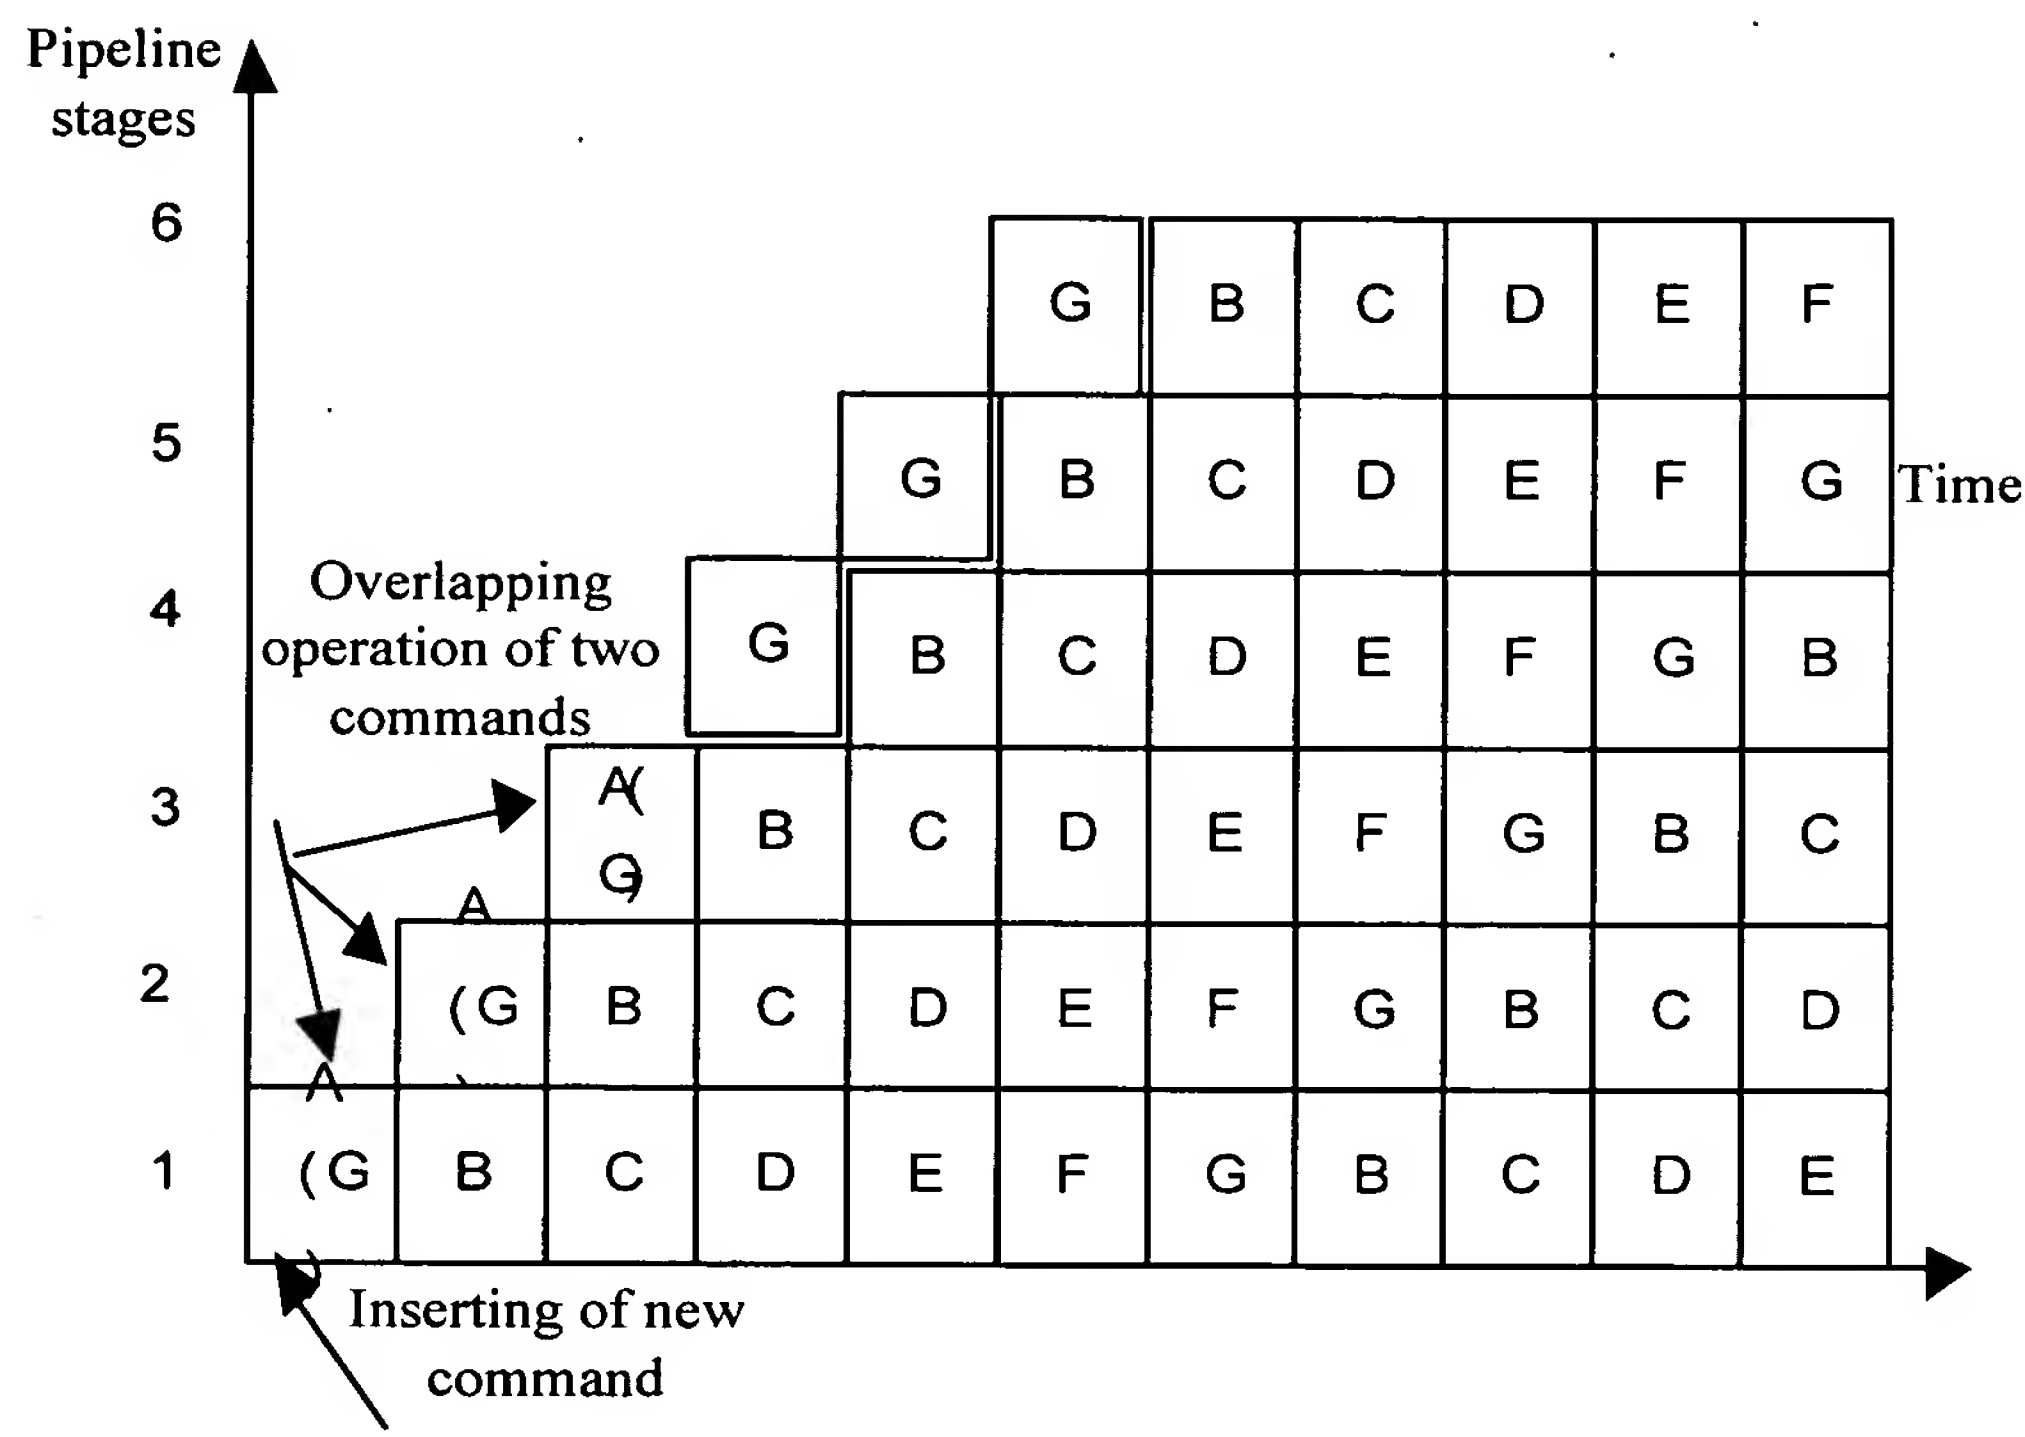 Pipeline
stages
6
G B C D E F
5
G B C D E F G
Time
Overlapping
operation of two
commands
4
G B C D E F G B
3
A(
G)
B C D E F G B C
2
A
(G
)
B C D E F G B C D
1
A
(G
)
B C D E F G B C D E
Inserting of new
command